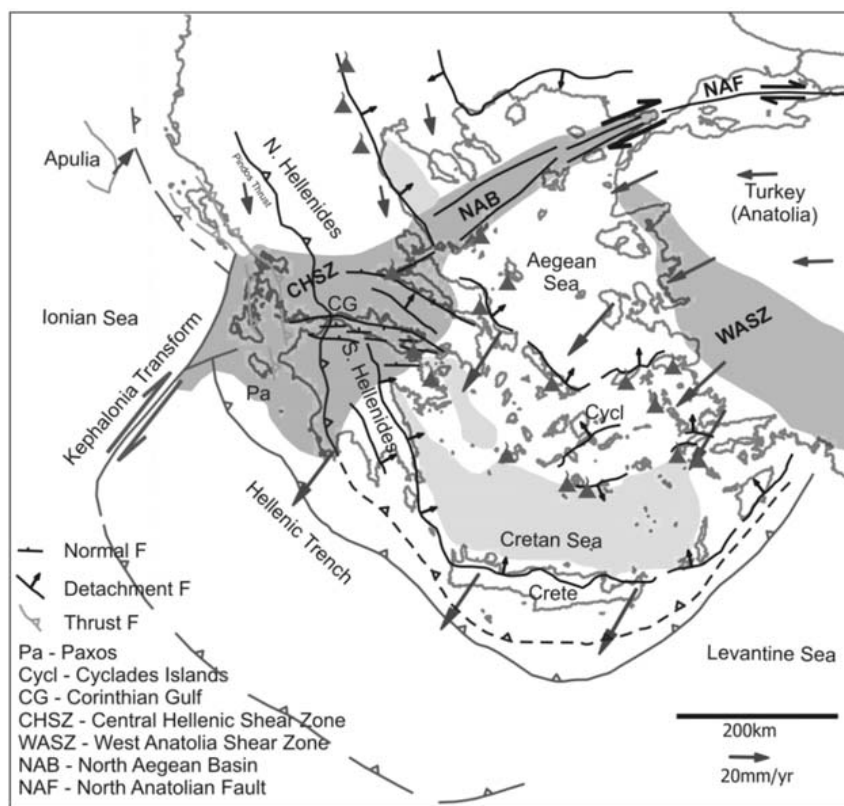 NAF
Apulia
N. Hellenides
Pindos Thrust
Turkey
(Anatolia)
NAB
Aegean
Sea
CHSZ
CG
Ionian Sea
WASZ
Kephalonia Transform
Pa
S. Hellenides
Cycl
Hellenic Trench
Cretan Sea
Crete
Levantine Sea
Normal F
Detachment F
Thrust F
Pa - Paxos
Cycl - Cyclades Islands
CG - Corinthian Gulf
CHSZ - Central Hellenic Shear Zone
WASZ - West Anatolia Shear Zone
NAB - North Aegean Basin
NAF - North Anatolian Fault
200km
20mm/yr